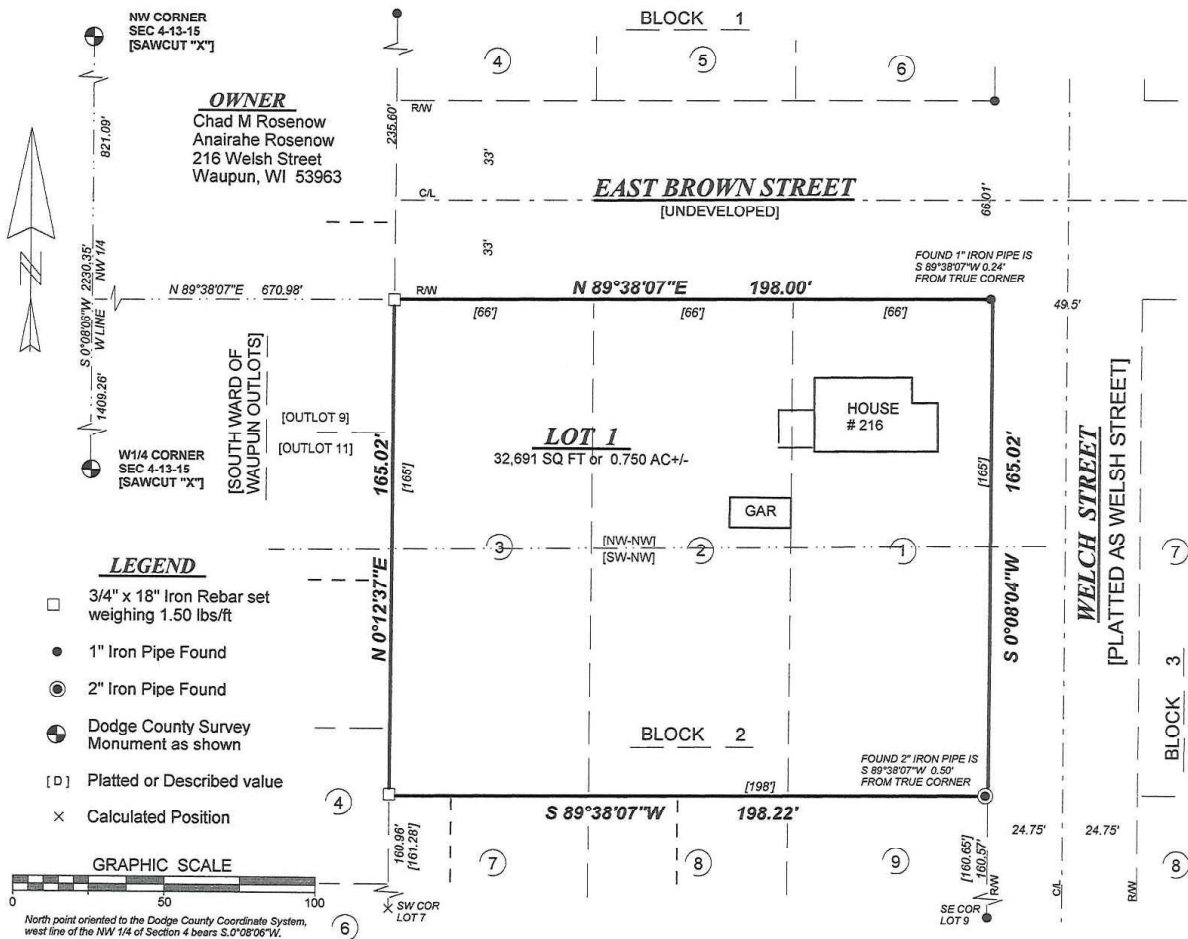 NW CORNER
SEC 4-13-15
[SAWCUT "X"]
BLOCK 1
4
5
6
OWNER
Chad M Rosenow
Anairahe Rosenow
216 Welsh Street
Waupun, WI 53963
821.09'
235.60'
R/W
33'
C/L
EAST BROWN STREET
[UNDEVELOPED]
66.01'
33'
N
S 0°08'06"W 2230.35'
W LINE NW 1/4
1409.26'
FOUND 1" IRON PIPE IS
S 89°38'07"W 0.24'
FROM TRUE CORNER
N 89°38'07"E 670.98'
R/W
N 89°38'07"E 198.00'
[66']
[66']
[66']
49.5'
[SOUTH WARD OF
WAUPUN OUTLOTS]
[OUTLOT 9]
[OUTLOT 11]
165.02'
[165']
N 0°12'37"E
LOT 1
32,691 SQ FT or 0.750 AC+/-
HOUSE
# 216
GAR
[165']
165.02'
S 0°08'04"W
WELCH STREET
[PLATTED AS WELSH STREET]
W1/4 CORNER
SEC 4-13-15
[SAWCUT "X"]
3
[NW-NW]
[SW-NW]
2
1
7
BLOCK 3
LEGEND
3/4" x 18" Iron Rebar set
weighing 1.50 lbs/ft
1" Iron Pipe Found
2" Iron Pipe Found
Dodge County Survey
Monument as shown
[D] Platted or Described value
Calculated Position
BLOCK 2
FOUND 2" IRON PIPE IS
S 89°38'07"W 0.50'
FROM TRUE CORNER
[198']
S 89°38'07"W 198.22'
4
24.75'
24.75'
160.96'
[161.28']
7
8
9
[160.65']
160.57'
R/W
C/L
R/W
8
GRAPHIC SCALE
0 50 100
SW COR
LOT 7
SE COR
LOT 9
North point oriented to the Dodge County Coordinate System,
west line of the NW 1/4 of Section 4 bears S.0°08'06"W.
6